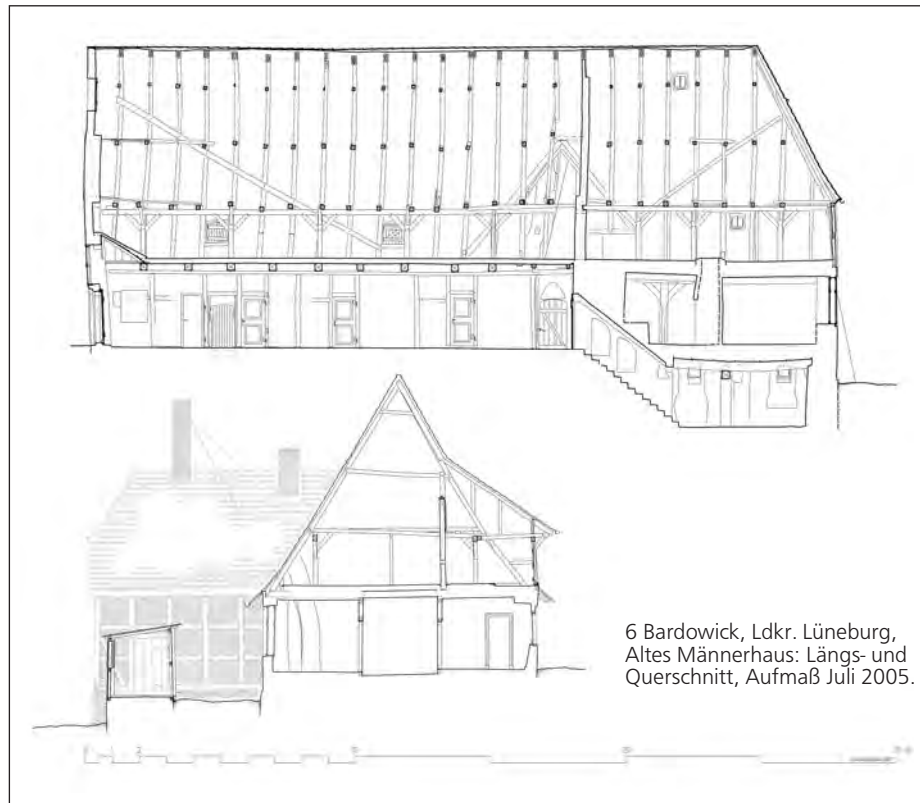 6 Bardowick, Ldkr. Lüneburg,
Altes Männerhaus: Längs- und
Querschnitt, Aufmaß Juli 2005.